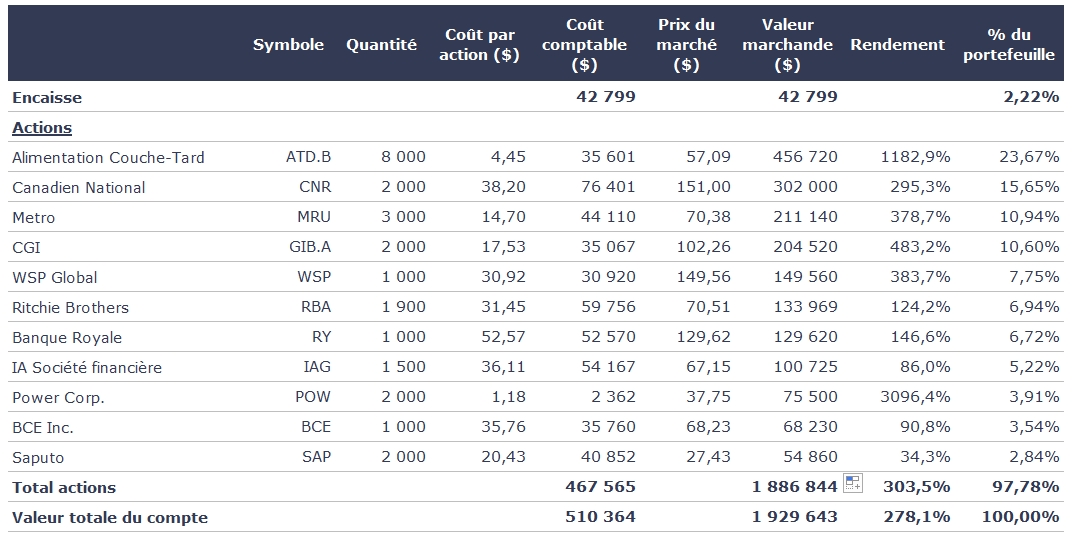 Symbole Quantité Coût par action ($) Coût comptable ($) Prix du marché ($) Valeur marchande ($) Rendement % du portefeuille
Encaisse 42 799 42 799 2,22%
Actions
Alimentation Couche-Tard ATD.B 8 000 4,45 35 601 57,09 456 720 1182,9% 23,67%
Canadien National CNR 2 000 38,20 76 401 151,00 302 000 295,3% 15,65%
Metro MRU 3 000 14,70 44 110 70,38 211 140 378,7% 10,94%
CGI GIB.A 2 000 17,53 35 067 102,26 204 520 483,2% 10,60%
WSP Global WSP 1 000 30,92 30 920 149,56 149 560 383,7% 7,75%
Ritchie Brothers RBA 1 900 31,45 59 756 70,51 133 969 124,2% 6,94%
Banque Royale RY 1 000 52,57 52 570 129,62 129 620 146,6% 6,72%
IA Société financière IAG 1 500 36,11 54 167 67,15 100 725 86,0% 5,22%
Power Corp. POW 2 000 1,18 2 362 37,75 75 500 3096,4% 3,91%
BCE Inc. BCE 1 000 35,76 35 760 68,23 68 230 90,8% 3,54%
Saputo SAP 2 000 20,43 40 852 27,43 54 860 34,3% 2,84%
Total actions 467 565 1 886 844 303,5% 97,78%
Valeur totale du compte 510 364 1 929 643 278,1% 100,00%